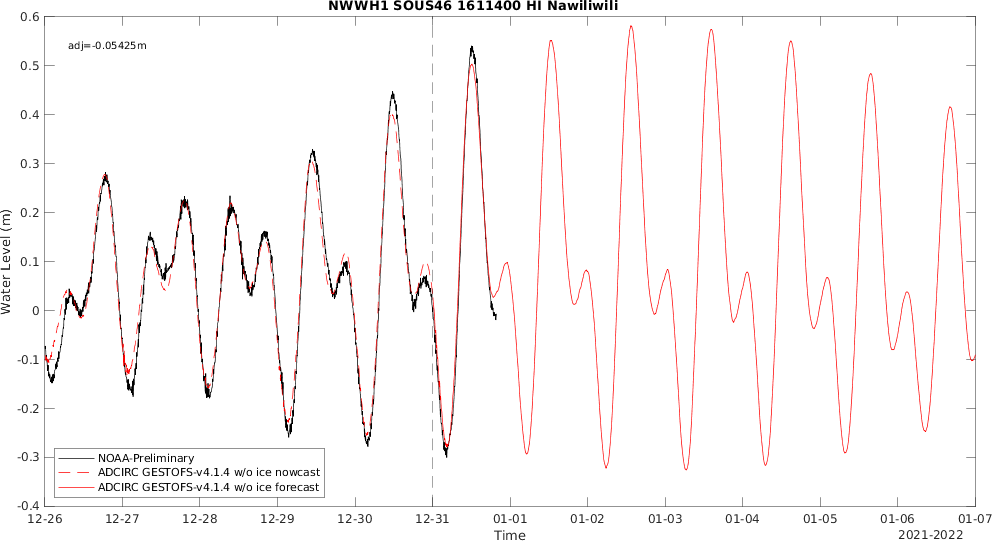 NWWH1 SOUS46 1611400 HI Nawiliwili
adj=-0.05425m
Water Level (m)
0.6
0.5
0.4
0.3
0.2
0.1
0
-0.1
-0.2
-0.3
-0.4
NOAA-Preliminary
ADCIRC GESTOFS-v4.1.4 w/o ice nowcast
ADCIRC GESTOFS-v4.1.4 w/o ice forecast
12-26 12-27 12-28 12-29 12-30 12-31 01-01 01-02 01-03 01-04 01-05 01-06 01-07
Time
2021-2022